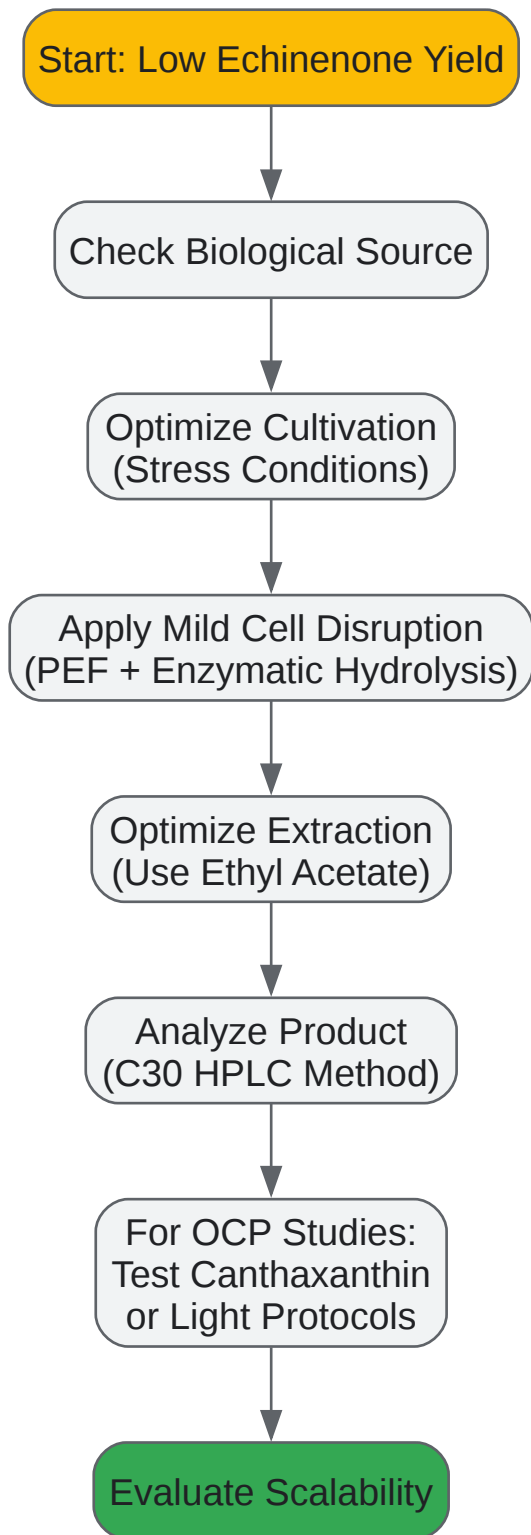 Start: Low Echinenone Yield
Check Biological Source
Optimize Cultivation
(Stress Conditions)
Apply Mild Cell Disruption
(PEF + Enzymatic Hydrolysis)
Optimize Extraction
(Use Ethyl Acetate)
Analyze Product
(C30 HPLC Method)
For OCP Studies:
Test Canthaxanthin
or Light Protocols
Evaluate Scalability